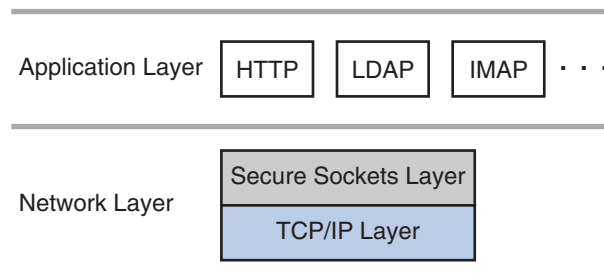 Application Layer HTTP LDAP IMAP . . .
Secure Sockets Layer
Network Layer
TCP/IP Layer